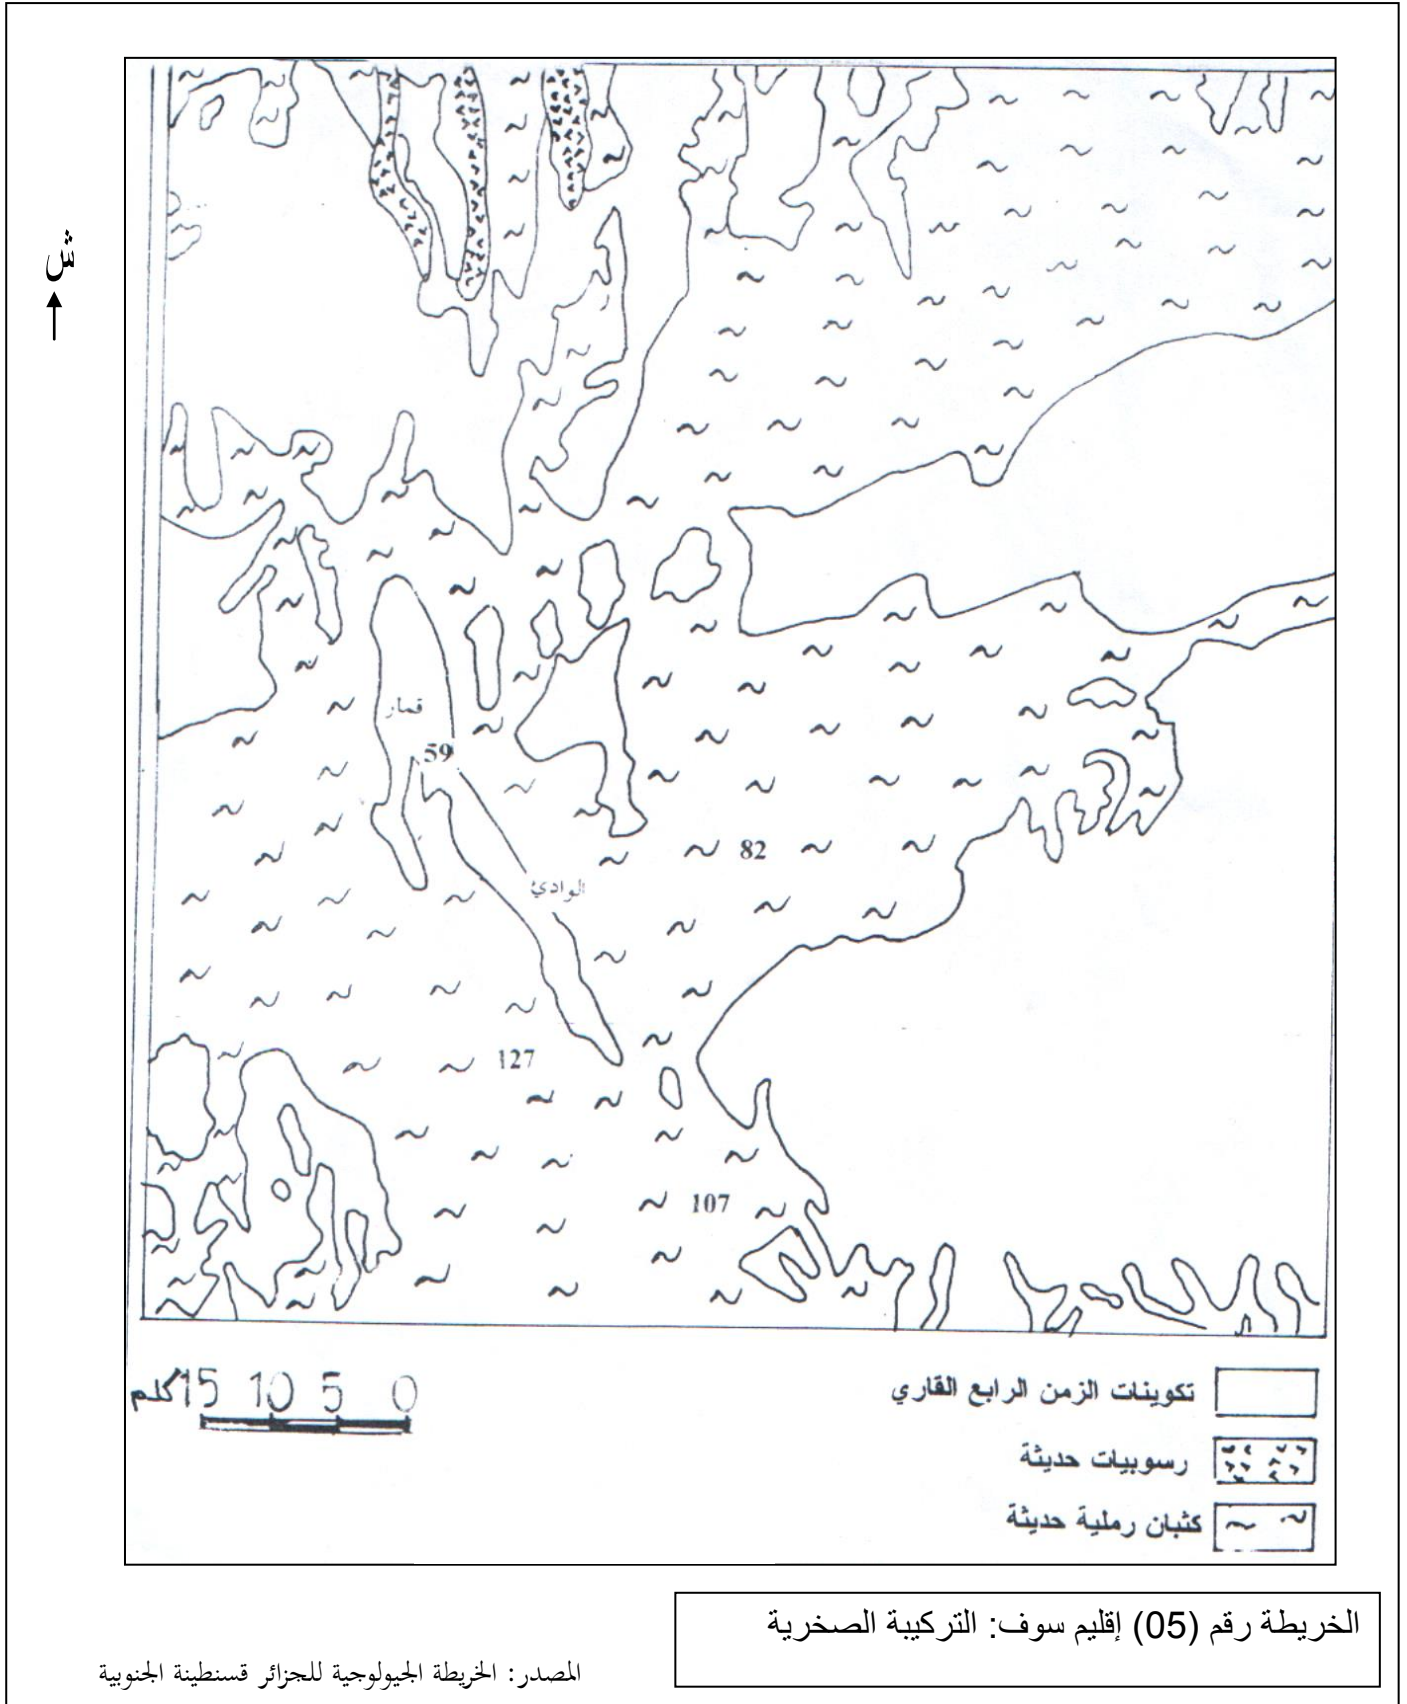 ش
قمار
59
82
الوادي
127
107
0 5 10 15 كلم
تكوينات الزمن الرابع القاري
رسوبيات حديثة
كثبان رملية حديثة
الخريطة رقم (05) إقليم سوف: التركيبة الصخرية
المصدر: الخريطة الجيولوجية للجزائر قسنطينة الجنوبية